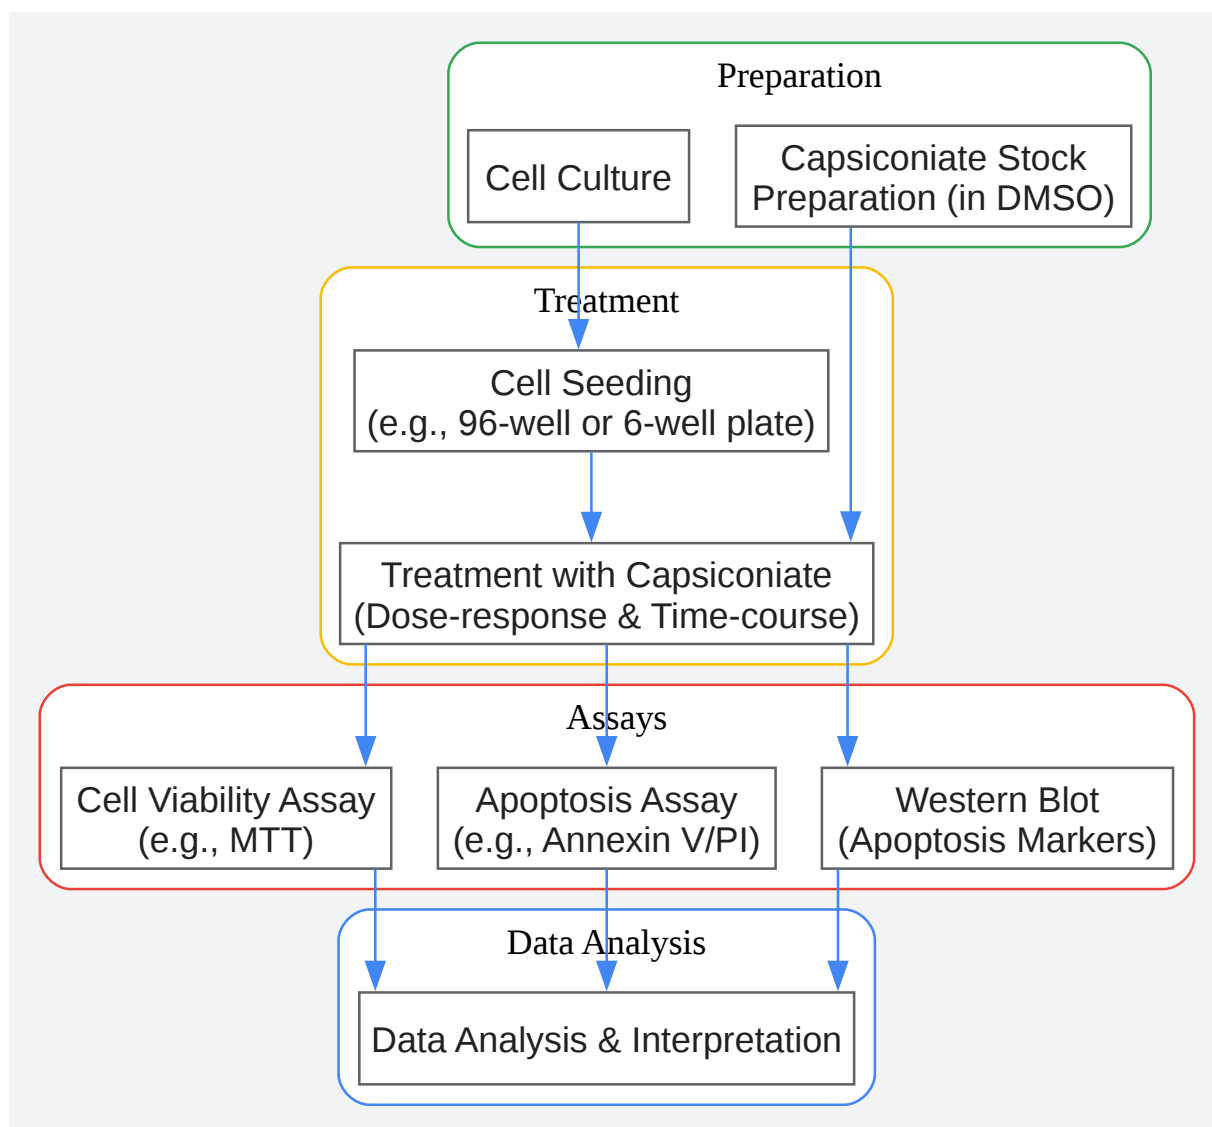 Preparation
Cell Culture
Capsiconiate Stock
Preparation (in DMSO)
Treatment
Cell Seeding
(e.g., 96-well or 6-well plate)
Treatment with Capsiconiate
(Dose-response & Time-course)
Assays
Cell Viability Assay
(e.g., MTT)
Apoptosis Assay
(e.g., Annexin V/PI)
Western Blot
(Apoptosis Markers)
Data Analysis
Data Analysis & Interpretation